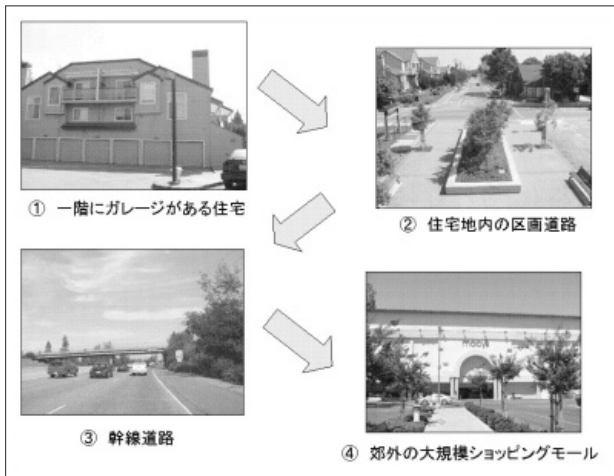 ① 一階にガレージがある住宅
② 住宅地内の区画道路
③ 幹線道路
macys
④ 郊外の大規模ショッピングモール